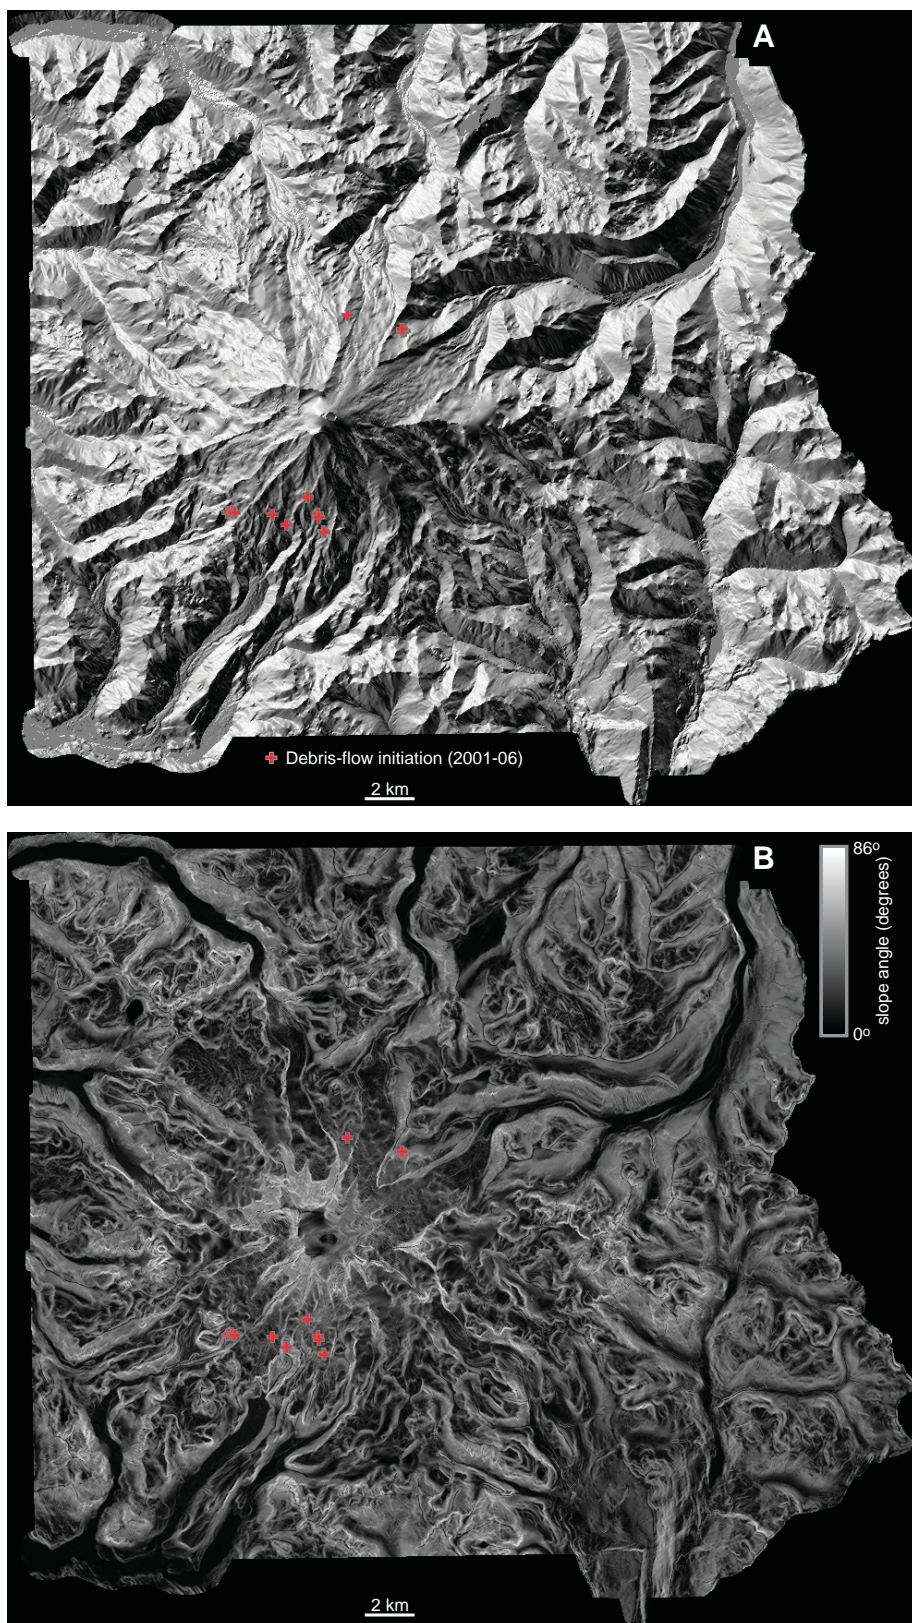 A
Debris-flow initiation (2001-06)
2 km
B
86º
slope angle (degrees)
0º
2 km